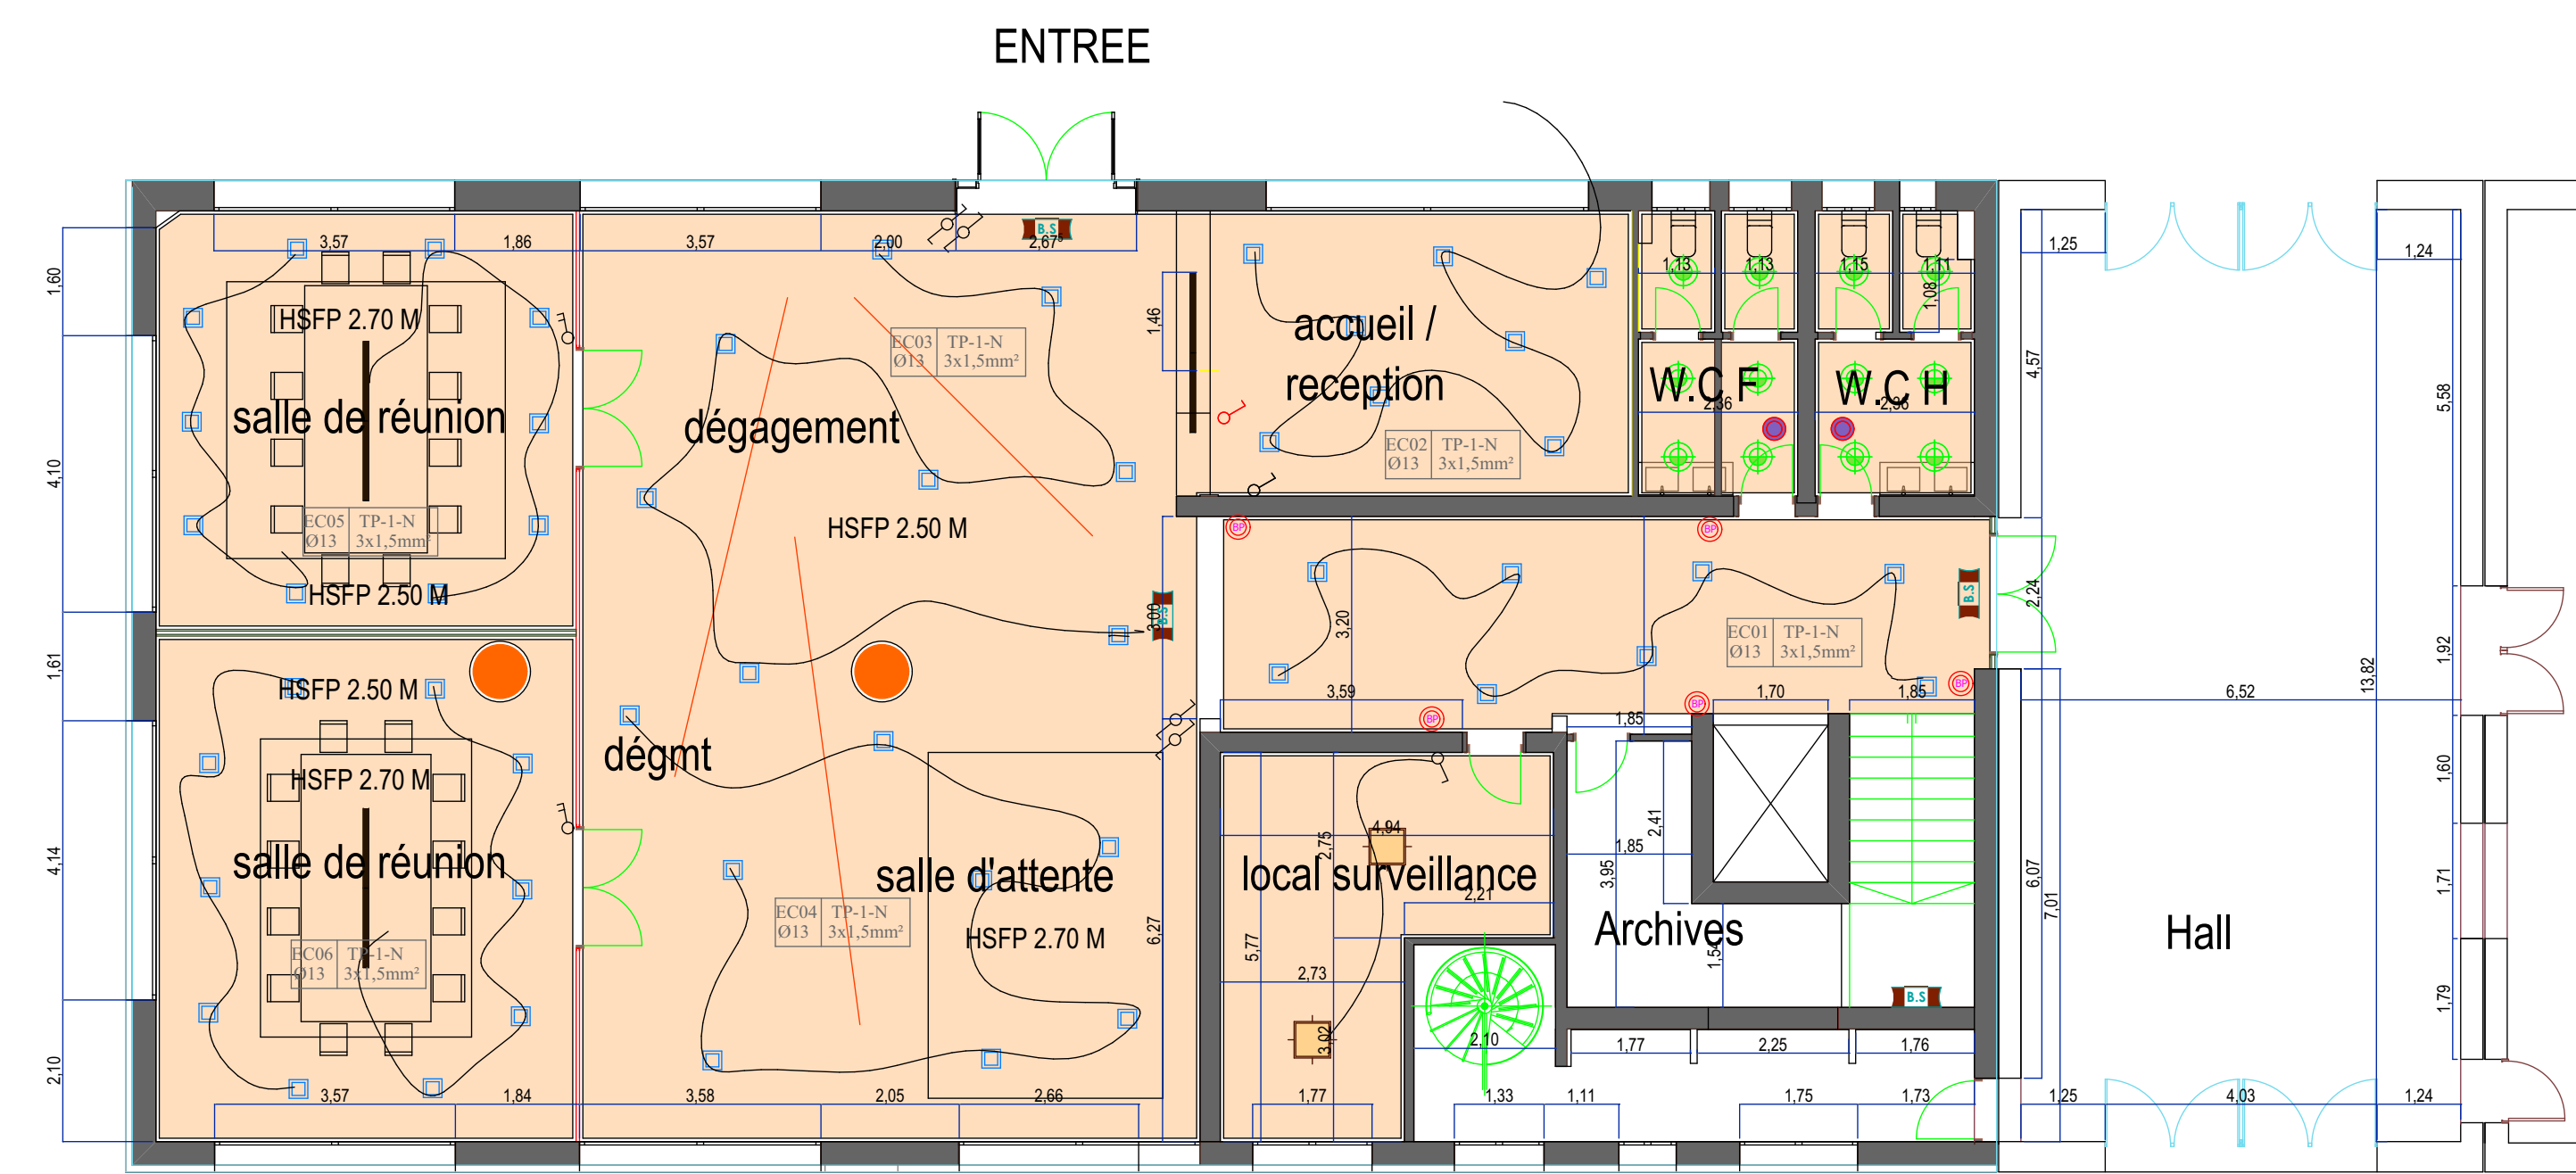 ENTREE
3,57
1,86
3,57
2,00
2,67⁵
B.S
1,25
1,24
1,60
1,13
1,13
1,15
1,11
1,08
HSFP 2.70 M
1,46
EC03 TP-1-N
Ø13 3x1,5mm²
accueil /
reception
4,57
5,58
salle de réunion
dégagement
W.C F
W.C H
2,36
2,36
EC02 TP-1-N
Ø13 3x1,5mm²
4,10
EC05 TP-1-N
Ø13 3x1,5mm²
HSFP 2.50 M
BP
BP
HSFP 2.50 M
3,00
B.S
3,20
B.S
2,24
EC01 TP-1-N
Ø13 3x1,5mm²
1,61
HSFP 2.50 M
3,59
BP
BP
1,70
BP
1,85
6,52
13,82
1,92
1,85
dégmt
HSFP 2.70 M
1,60
4,94
2,75
2,41
1,85
4,14
salle de réunion
salle d'attente
local surveillance
3,95
6,07
7,01
1,71
2,21
EC04 TP-1-N
Ø13 3x1,5mm²
HSFP 2.70 M
6,27
5,77
Archives
1,54
Hall
EC06 TP-1-N
Ø13 3x1,5mm²
2,73
B.S
1,79
3,02
2,10
1,77
2,25
1,76
2,10
3,57
1,84
3,58
2,05
2,66
1,77
1,33
1,11
1,75
1,73
1,25
4,03
1,24